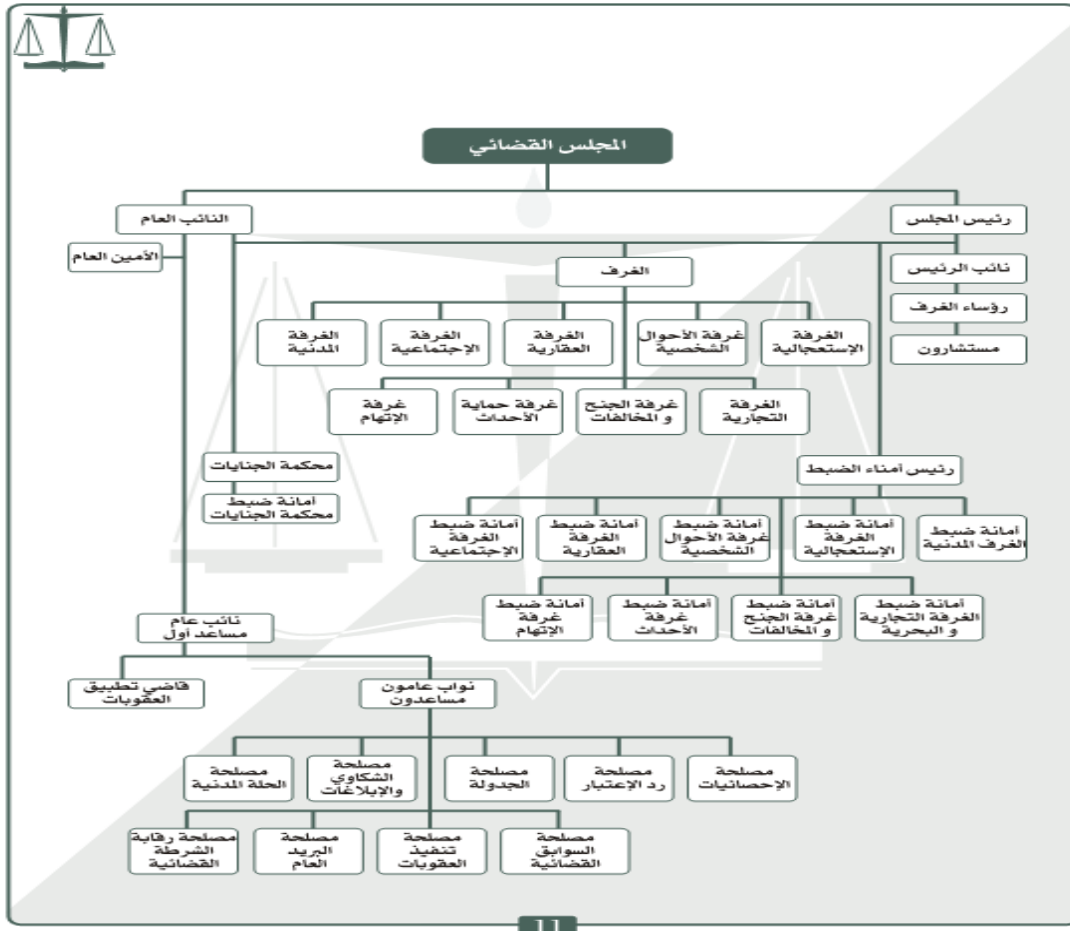 المجلس القضائي
رئيس المجلس
النائب العام
نائب الرئيس
الأمين العام
الغرف
رؤساء الغرف
مستشارون
الغرفة
الإستعجالية
غرفة الأحوال
الشخصية
الغرفة
العقارية
الغرفة
الإجتماعية
الغرفة
المدنية
الغرفة
التجارية
غرفة الجنح
و المخالفات
غرفة حماية
الأحداث
غرفة
الإتهام
رئيس أمناء الضبط
محكمة الجنايات
أمانة ضبط
محكمة الجنايات
أمانة ضبط
الغرف المدنية
أمانة ضبط
الغرفة
الإستعجالية
أمانة ضبط
غرفة الأحوال
الشخصية
أمانة ضبط
الغرفة
العقارية
أمانة ضبط
الغرفة
الإجتماعية
أمانة ضبط
الغرفة التجارية
و البحرية
أمانة ضبط
غرفة الجنح
و المخالفات
أمانة ضبط
غرفة
الأحداث
أمانة ضبط
غرفة
الإتهام
نائب عام
مساعد أول
نواب عامون
مساعدون
قاضي تطبيق
العقوبات
مصلحة
الإحصائيات
مصلحة
رد الإعتبار
مصلحة
الجدولة
مصلحة
الشكاوي
والإبلاغات
مصلحة
الحلة المدنية
مصلحة
السوابق
القضائية
مصلحة
تنفيذ
العقوبات
مصلحة
البريد
العام
مصلحة رقابة
الشرطة
القضائية
11